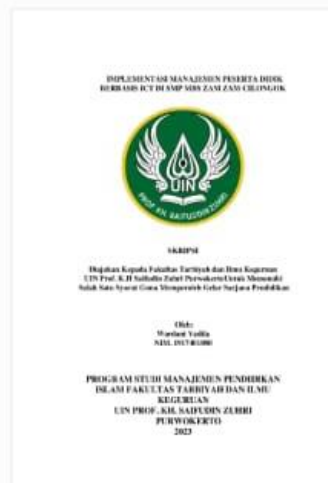 IMPLEMENTASI MANAJEMEN PESERTA DIDIK
BERBASIS ICT DI SMP MBS ZAM ZAM CILONGOK
UIN
PROF. K.H. SAIFUDDIN ZUHRI
SKRIPSI
Diajukan Kepada Fakultas Tarbiyah dan Ilmu Keguruan
UIN Prof. K.H Saifudin Zuhri Purwokerto Untuk Memenuhi
Salah Satu Syarat Guna Memperoleh Gelar Sarjana Pendidikan
Oleh:
Wardani
NIM.
PROGRAM STUDI MANAJEMEN PENDIDIKAN
ISLAM FAKULTAS TARBIYAH DAN ILMU
KEGURUAN
UIN PROF. KH. SAIFUDIN ZUHRI
PURWOKERTO
2023